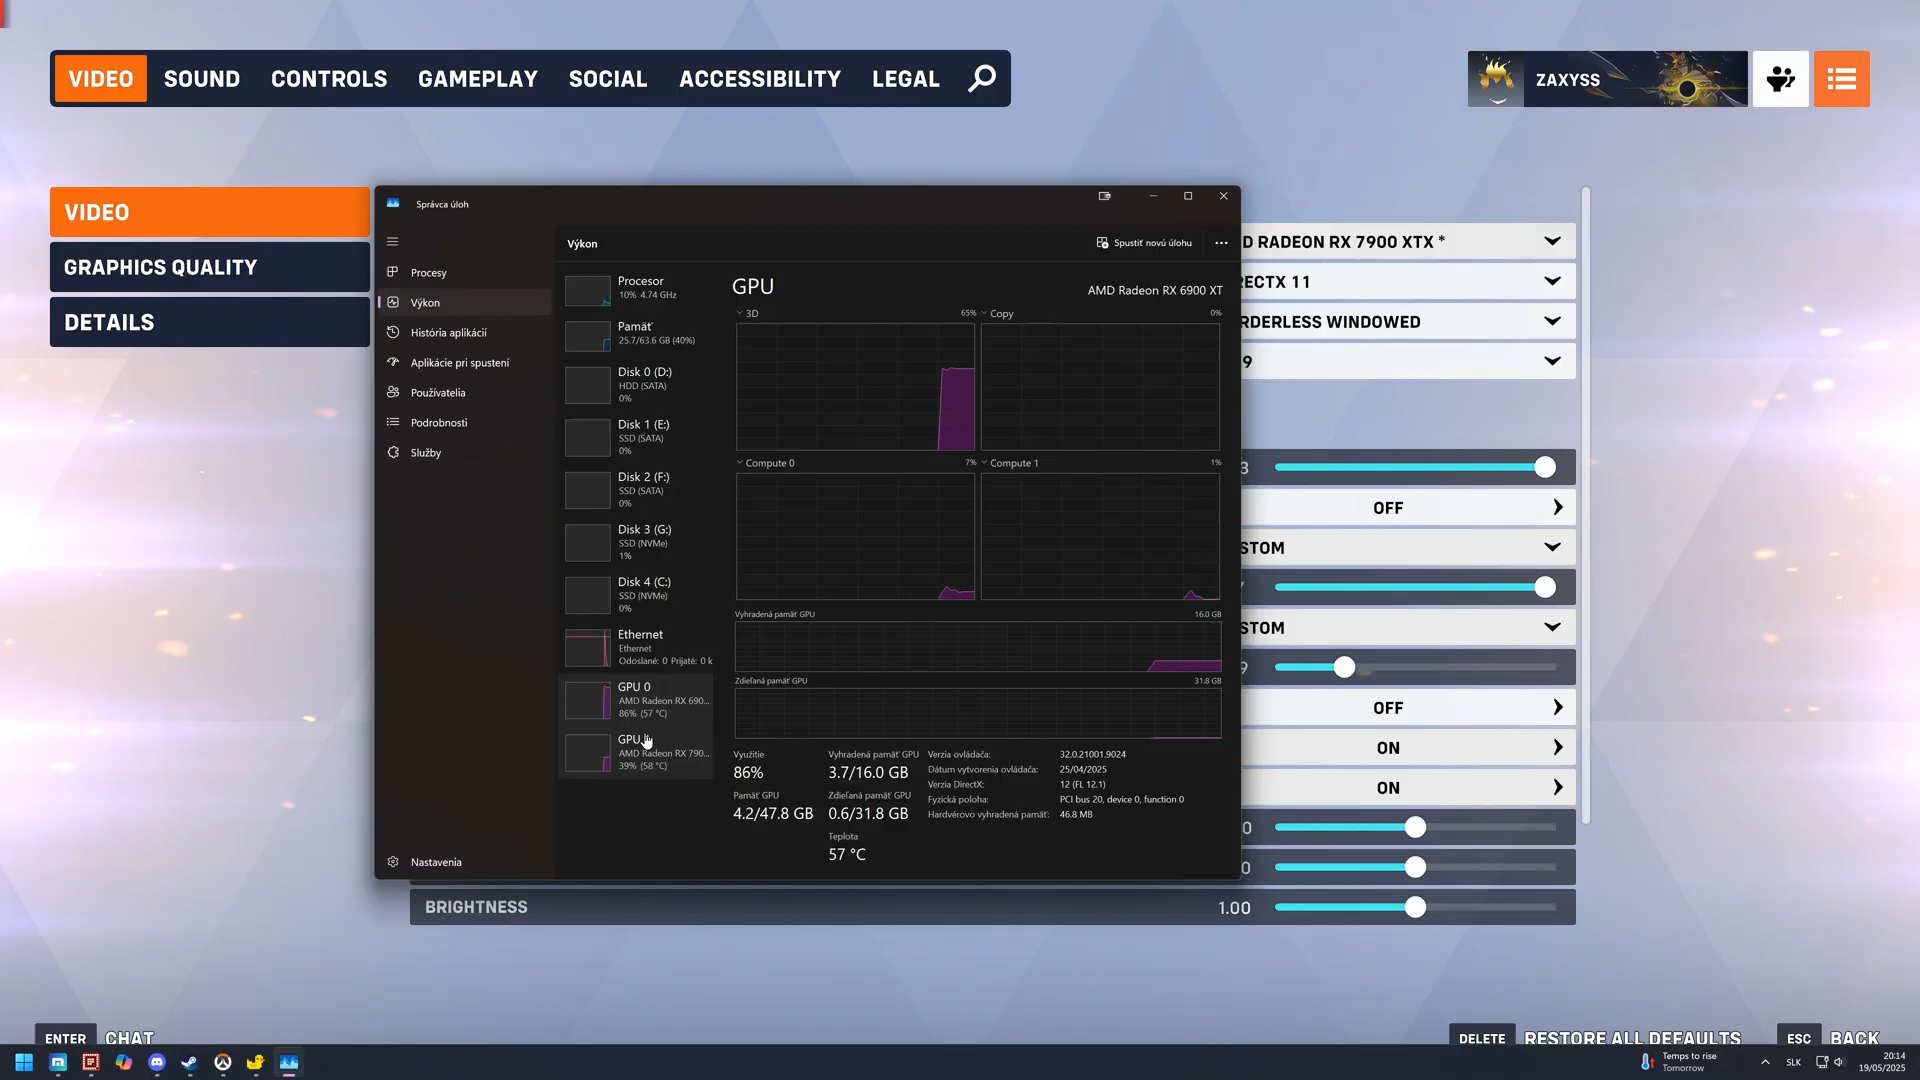 VIDEO
SOUND
CONTROLS
GAMEPLAY
SOCIAL
ACCESSIBILITY
LEGAL
ZAXYSS
VIDEO
GRAPHICS QUALITY
DETAILS
Správca úloh
Výkon
Spustiť novú úlohu
Procesy
Výkon
História aplikácií
Aplikácie pri spustení
Používatelia
Podrobnosti
Služby
Nastavenia
Procesor
10% 4.74 GHz
Pamäť
25.7/63.6 GB (40%)
Disk 0 (D:)
HDD (SATA)
0%
Disk 1 (E:)
SSD (SATA)
0%
Disk 2 (F:)
SSD (SATA)
0%
Disk 3 (G:)
SSD (NVMe)
1%
Disk 4 (C:)
SSD (NVMe)
0%
Ethernet
Ethernet
Odoslané: 0 Prijaté: 0 k
GPU 0
AMD Radeon RX 690...
86% (57 °C)
GPU
AMD Radeon RX 790...
39% (58 °C)
GPU
AMD Radeon RX 6900 XT
3D 65%
Copy 0%
Compute 0 7%
Compute 1 1%
Vyhradená pamäť GPU 16.0 GB
Zdieľaná pamäť GPU 31.8 GB
Využitie
86%
Vyhradená pamäť GPU
3.7/16.0 GB
Pamäť GPU
4.2/47.8 GB
Zdieľaná pamäť GPU
0.6/31.8 GB
Teplota
57 °C
Verzia ovládača: 32.0.21001.9024
Dátum vytvorenia ovládača: 25/04/2025
Verzia DirectX: 12 (FL 12.1)
Fyzická poloha: PCI bus 20, device 0, function 0
Hardvérovo vyhradená pamäť: 46.8 MB
D RADEON RX 7900 XTX *
RECTX 11
RDERLESS WINDOWED
9
3
OFF
STOM
STOM
9
OFF
ON
ON
0
0
BRIGHTNESS 1.00
ENTER CHAT
DELETE RESTORE ALL DEFAULTS
ESC BACK
Temps to rise
Tomorrow
SLK
20:14
19/05/2025